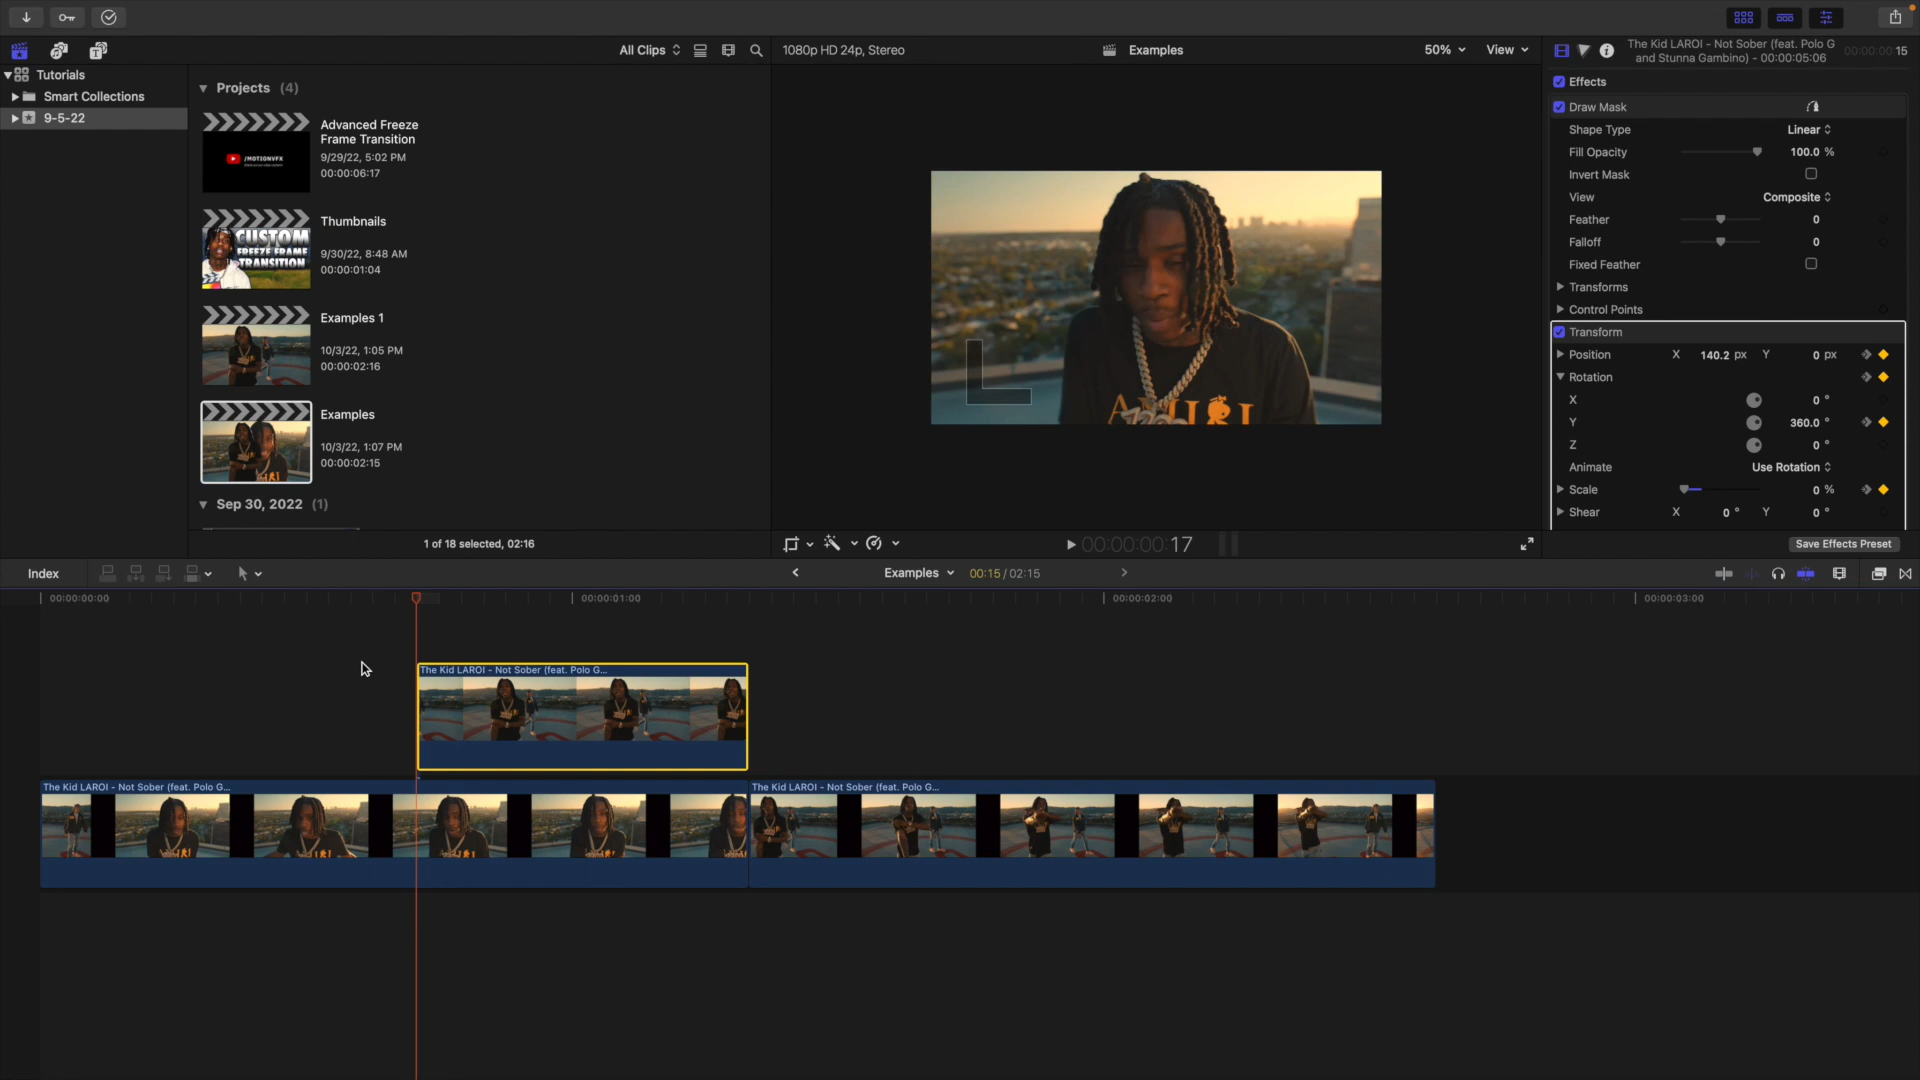 All Clips
1080p HD 24p, Stereo
Examples
50%
View
The Kid LAROI - Not Sober (feat. Polo G
and Stunna Gambino) - 00:00:05:06
00:00:00:15
Tutorials
Smart Collections
9-5-22
Projects (4)
Advanced Freeze
Frame Transition
9/29/22, 5:02 PM
00:00:06:17
/MOTIONVFX
Thumbnails
9/30/22, 8:48 AM
00:00:01:04
CUSTOM
FREEZE FRAME
TRANSITION
Examples 1
10/3/22, 1:05 PM
00:00:02:16
Examples
10/3/22, 1:07 PM
00:00:02:15
Sep 30, 2022 (1)
1 of 18 selected, 02:16
00:00:00:17
Effects
Draw Mask
Shape Type Linear
Fill Opacity 100.0 %
Invert Mask
View Composite
Feather 0
Falloff 0
Fixed Feather
Transforms
Control Points
Transform
Position X 140.2 px Y 0 px
Rotation
X 0 °
Y 360.0 °
Z 0 °
Animate Use Rotation
Scale 0 %
Shear X 0 ° Y 0 °
Save Effects Preset
Index
Examples 00:15 / 02:15
00:00:00:00
00:00:01:00
00:00:02:00
00:00:03:00
The Kid LAROI - Not Sober (feat. Polo G...
The Kid LAROI - Not Sober (feat. Polo G...
The Kid LAROI - Not Sober (feat. Polo G...